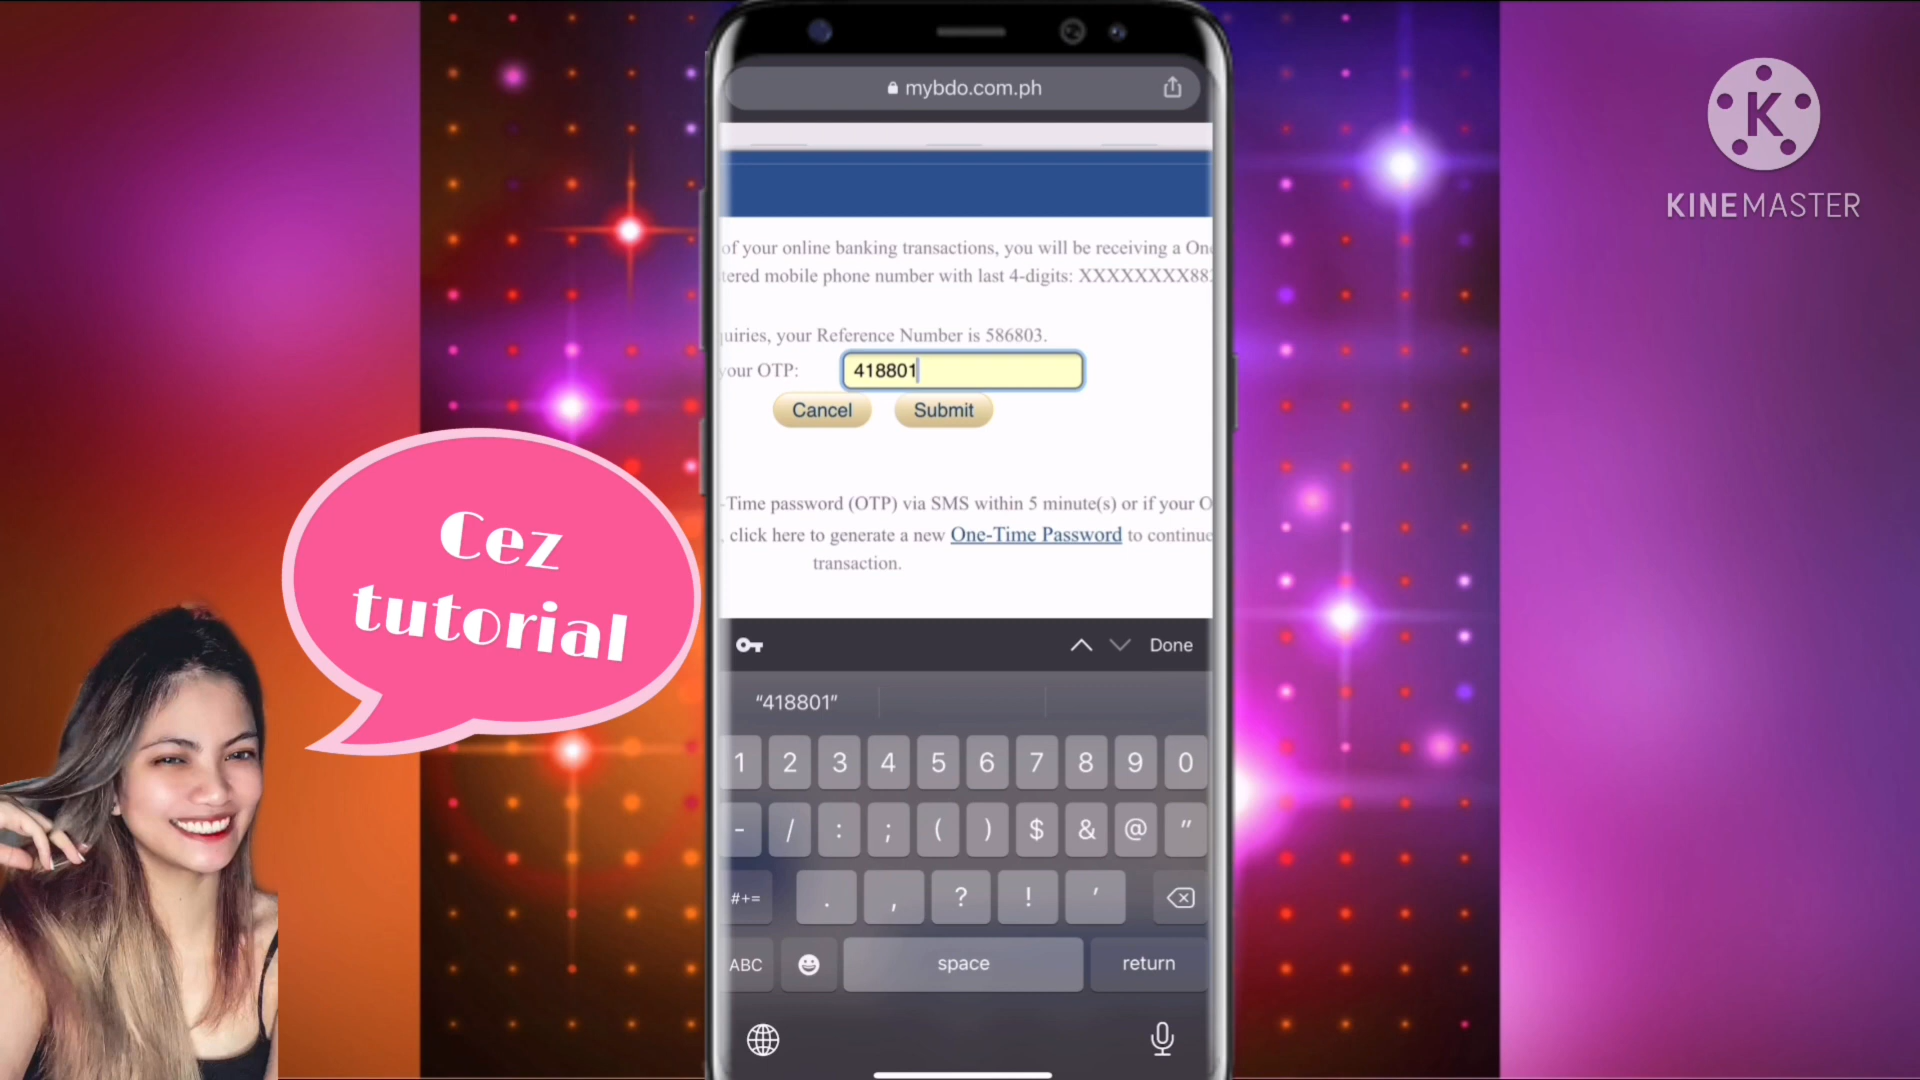 mybdo.com.ph
KINEMASTER
of your online banking transactions, you will be receiving a
mobile phone number with last 4-digits: XXXXXXXX88
your Reference Number is 586803.
your OTP: 418801
Cancel Submit
-Time password (OTP) via SMS within 5 minute(s) or if your
click here to generate a new One-Time Password to continue
transaction.
Cez
tutorial
Done
“418801”
1 2 3 4 5 6 7 8 9 0
- / : ; ( ) $ & @ "
#+= . , ? ! '
ABC space return